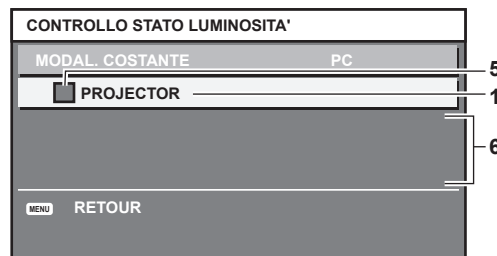 CONTROLLO STATO LUMINOSITA'
MODAL. COSTANTE PC
5
PROJECTOR
1
6
MENU RETOUR